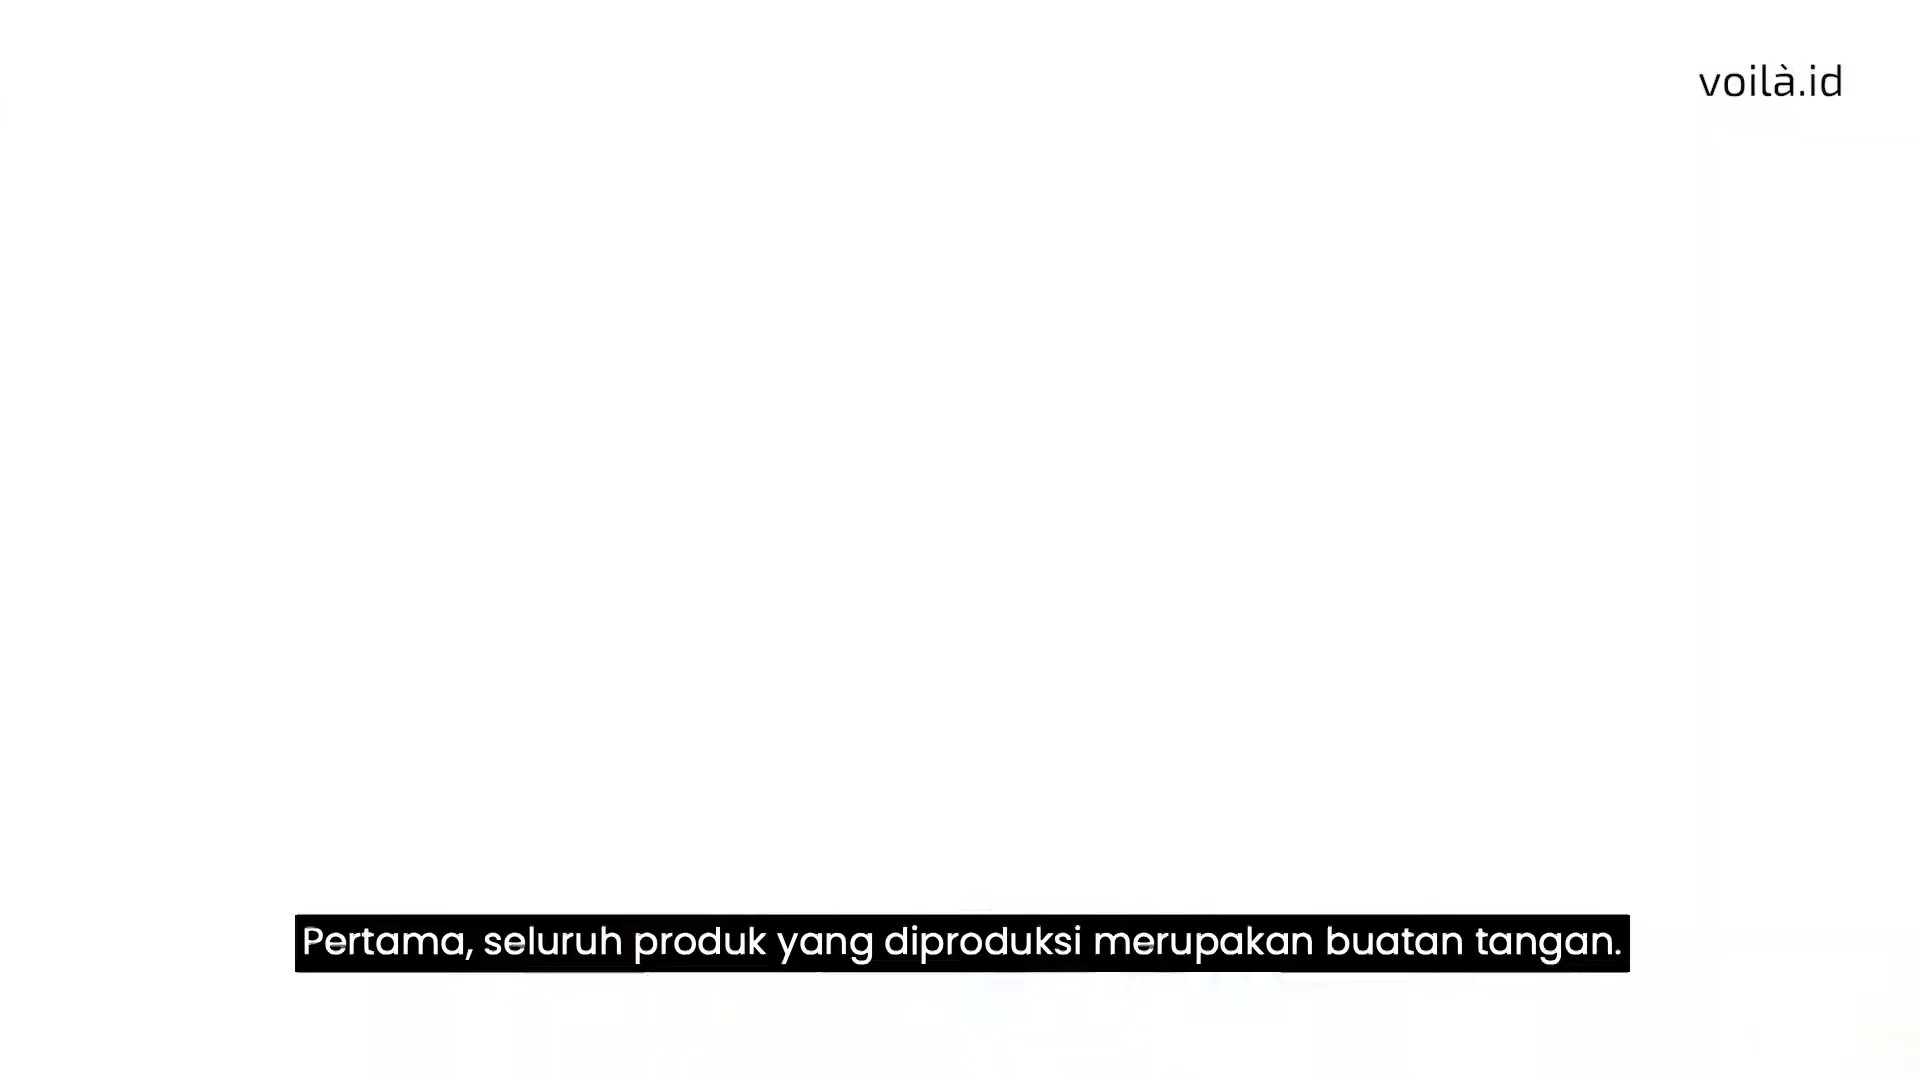 voilà.id
Pertama, seluruh produk yang diproduksi merupakan buatan tangan.